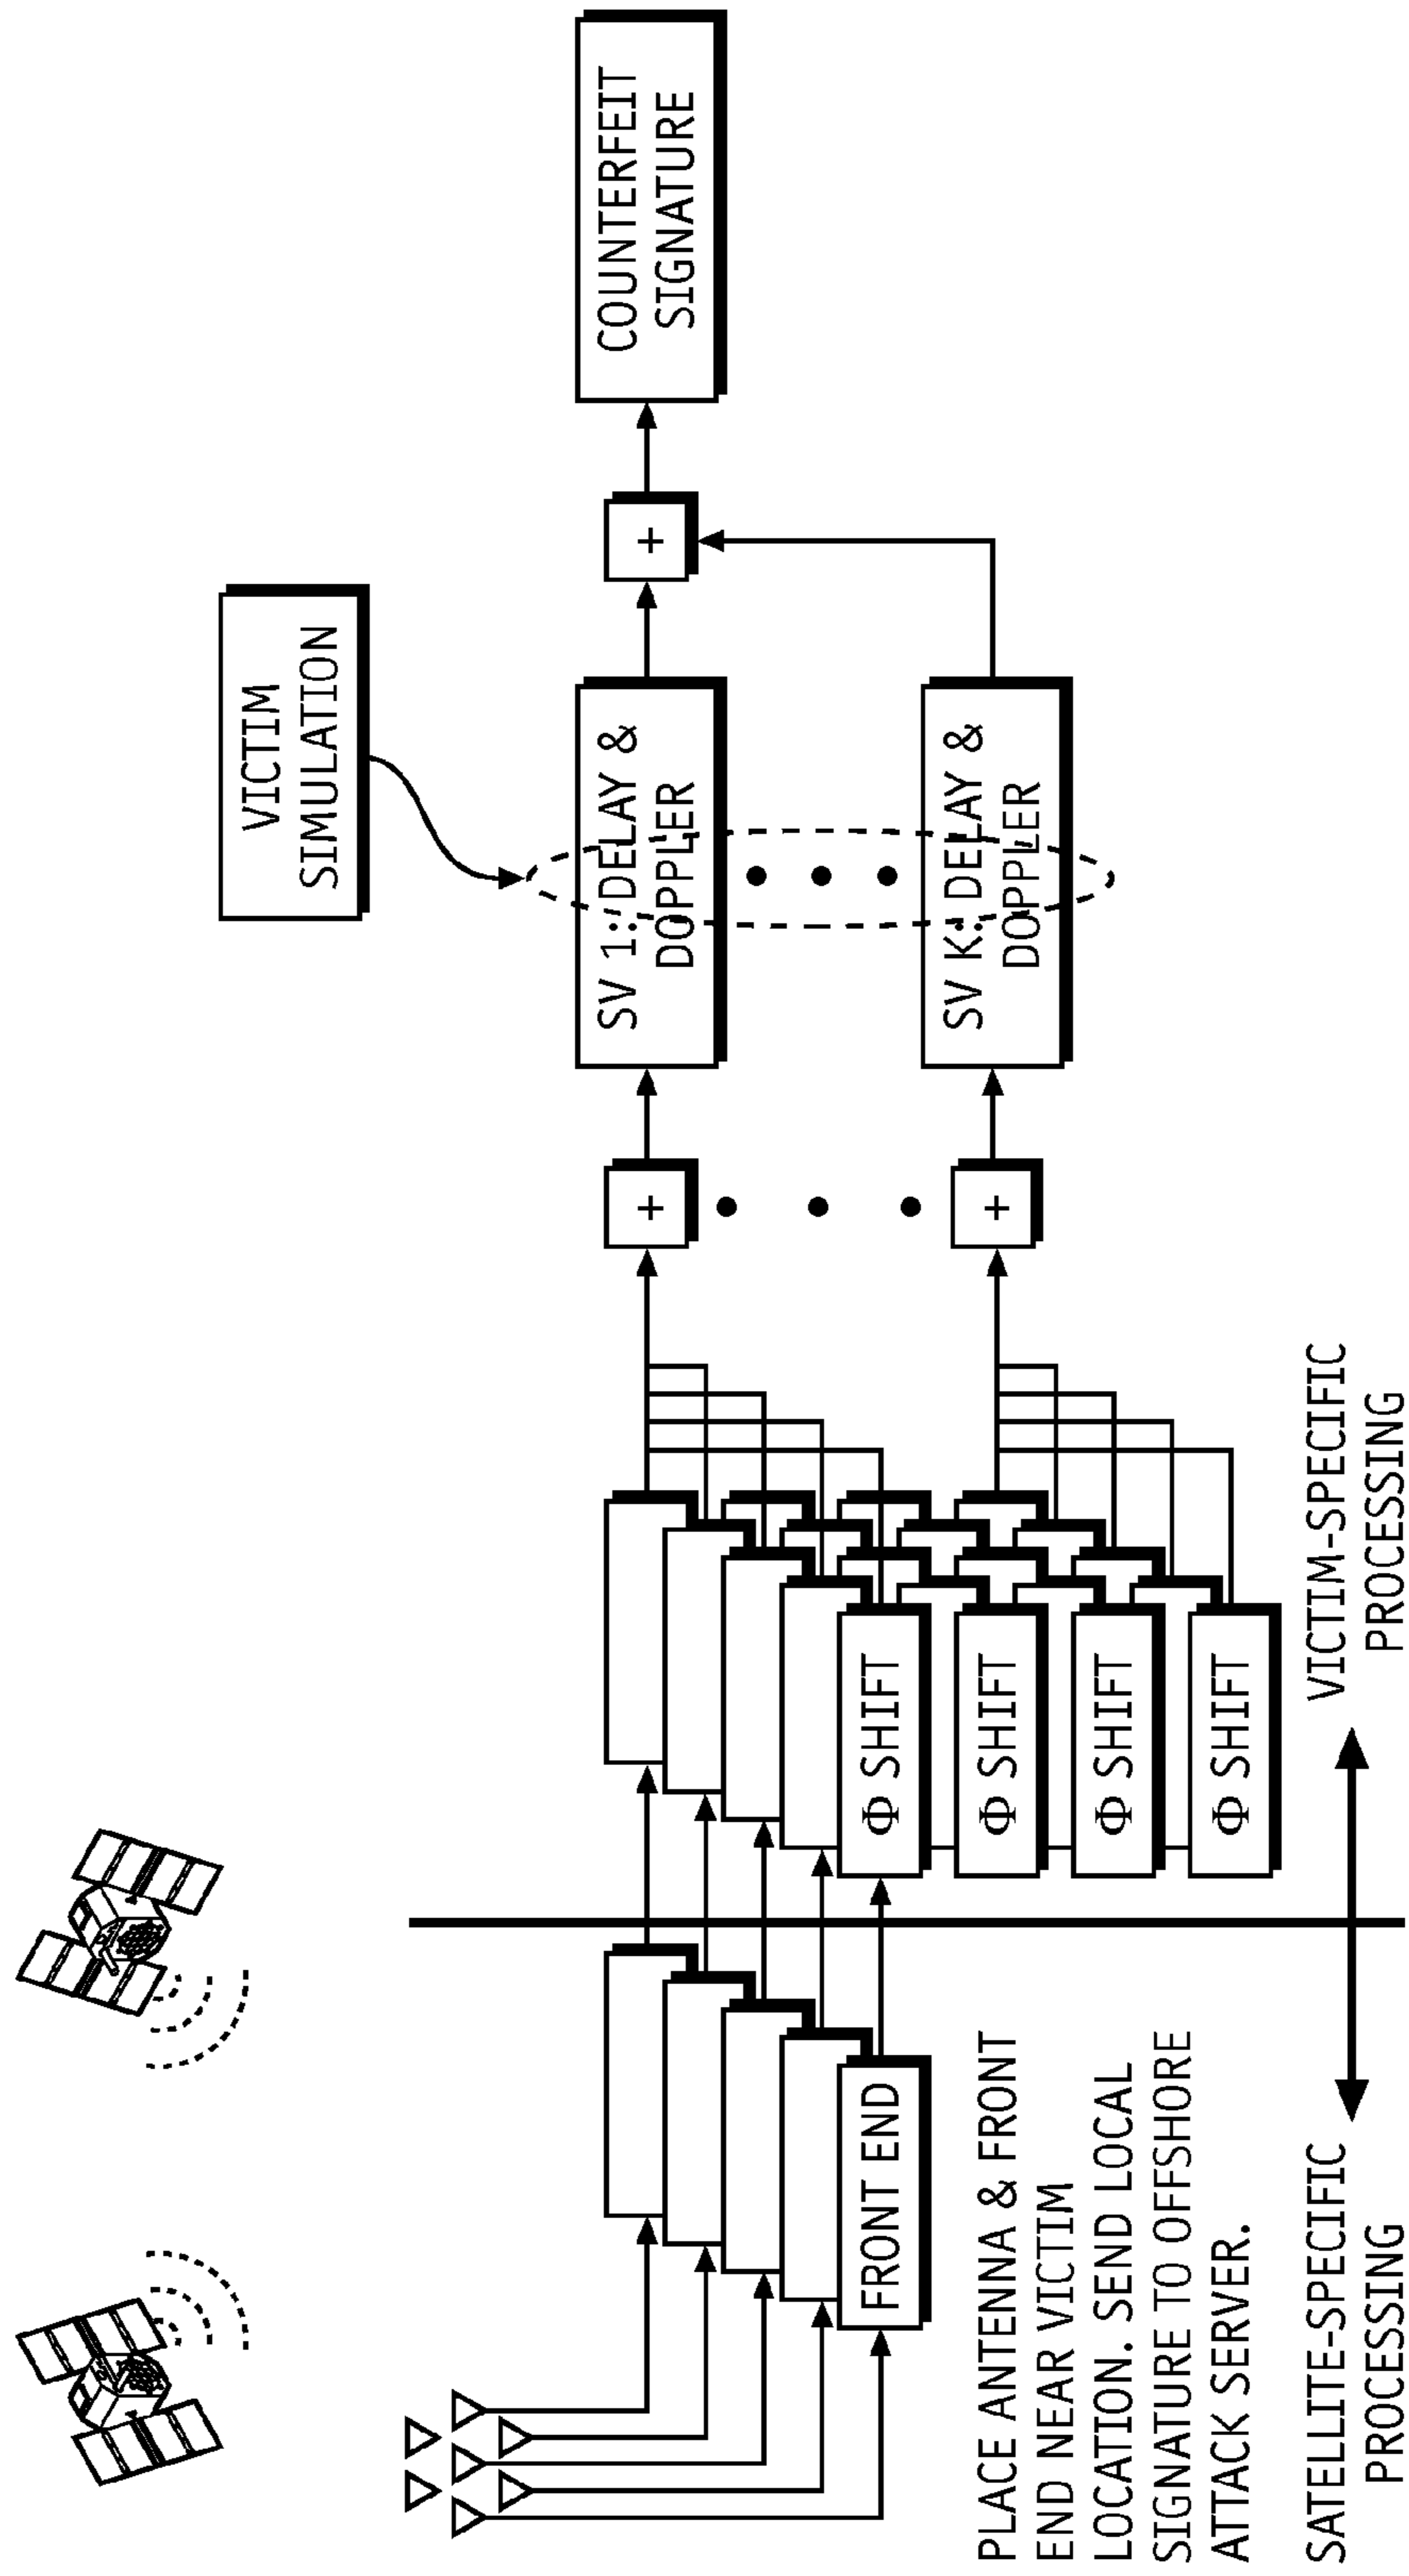 VICTIM
SIMULATION
SV 1: DELAY &
DOPPLER
+
COUNTERFEIT
SIGNATURE
+
SV K: DELAY &
DOPPLER
+
FRONT END
Φ SHIFT
Φ SHIFT
Φ SHIFT
Φ SHIFT
PLACE ANTENNA & FRONT
END NEAR VICTIM
LOCATION. SEND LOCAL
SIGNATURE TO OFFSHORE
ATTACK SERVER.
SATELLITE-SPECIFIC
PROCESSING
VICTIM-SPECIFIC
PROCESSING